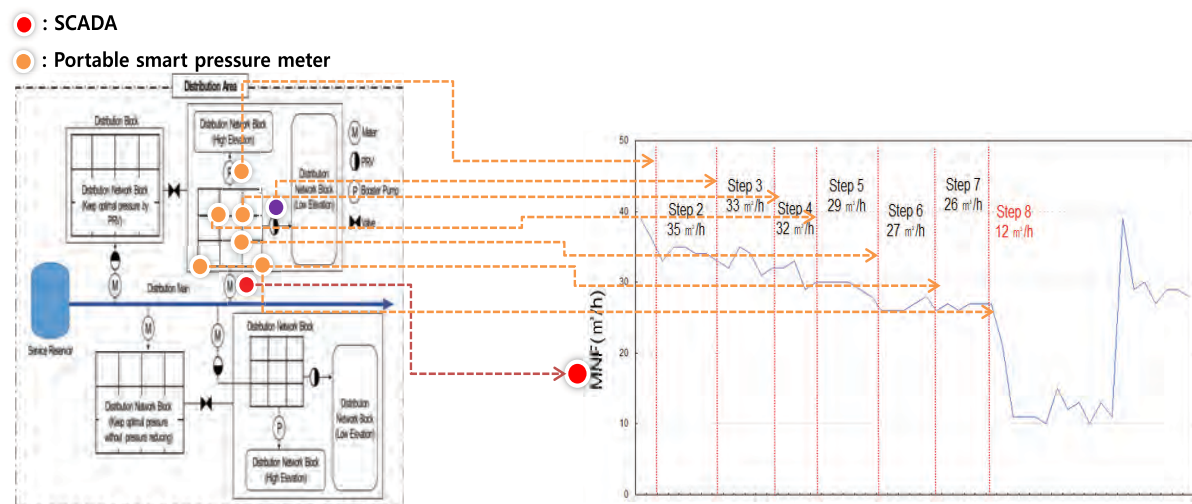 : SCADA
: Portable smart pressure meter
Distribution Area
Distribution Block
Distribution Network Block
(Keep optimal pressure by
PRV)
Distribution Network Block
(High Elevation)
P
Distribution
Network Block
(Low Elevation)
M Meter
PRV
P Booster Pump
Valve
M
M
Distribution Main
Service Reservoir
M
M
Distribution Network Block
(Keep optimal pressure
without pressure reducing)
Distribution Network Block
P
Distribution Network Block
(High Elevation)
Distribution
Network Block
(Low Elevation)
MNF(㎥/h)
50
40
30
20
10
0
Step 2
35 ㎥/h
Step 3
33 ㎥/h
Step 4
32 ㎥/h
Step 5
29 ㎥/h
Step 6
27 ㎥/h
Step 7
26 ㎥/h
Step 8
12 ㎥/h